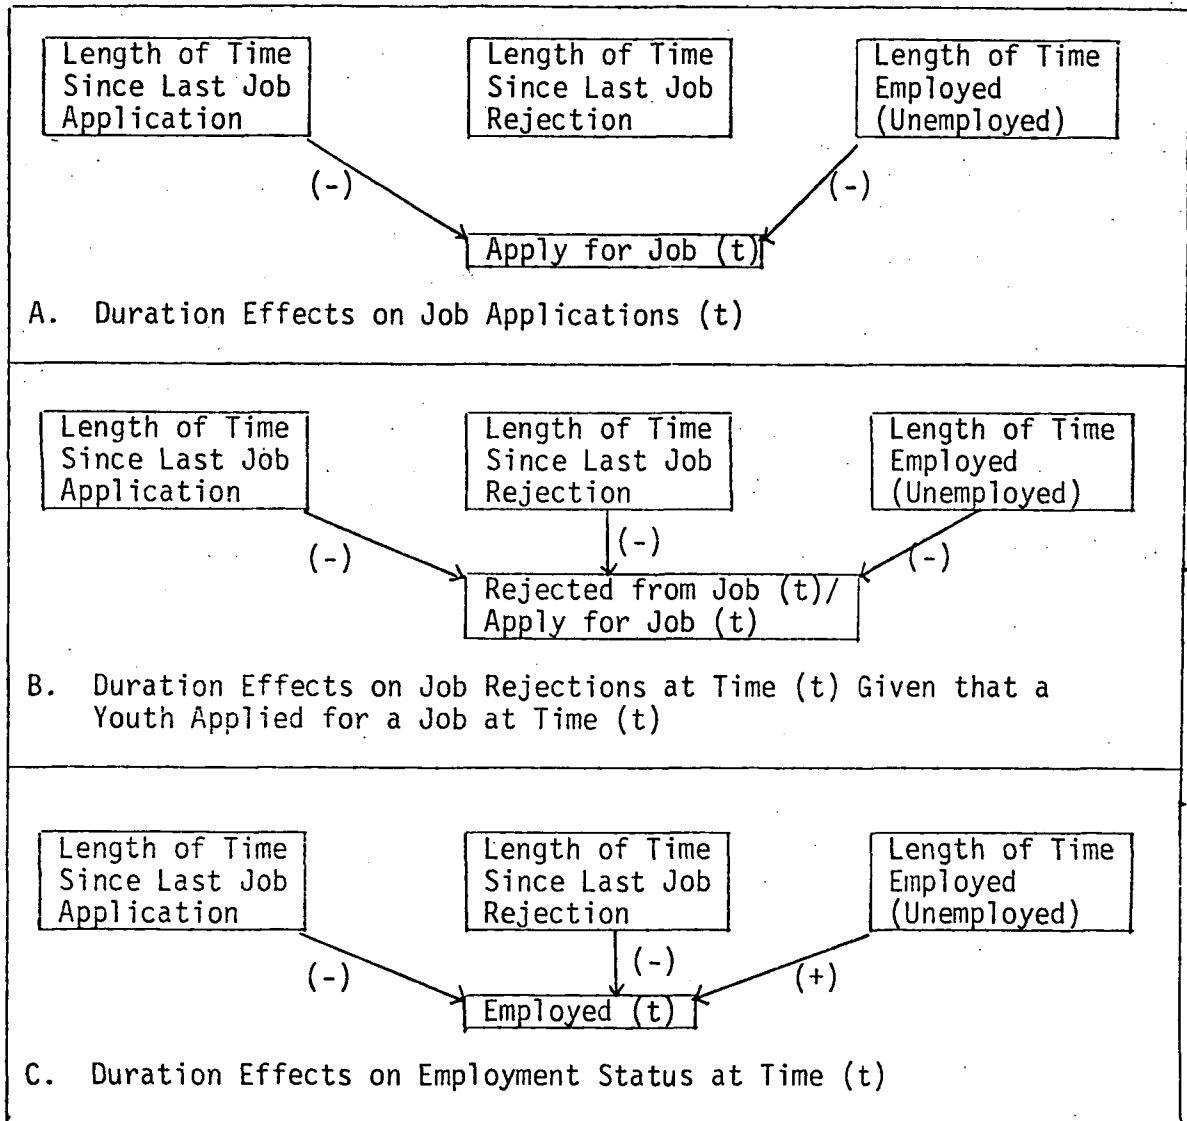 Length of Time
Since Last Job
Application
Length of Time
Since Last Job
Rejection
Length of Time
Employed
(Unemployed)
(-)
(-)
Apply for Job (t)
A. Duration Effects on Job Applications (t)
Length of Time
Since Last Job
Application
Length of Time
Since Last Job
Rejection
Length of Time
Employed
(Unemployed)
(-)
(-)
(-)
Rejected from Job (t)/
Apply for Job (t)
B. Duration Effects on Job Rejections at Time (t) Given that a
Youth Applied for a Job at Time (t)
Length of Time
Since Last Job
Application
Length of Time
Since Last Job
Rejection
Length of Time
Employed
(Unemployed)
(-)
(-)
(+)
Employed (t)
C. Duration Effects on Employment Status at Time (t)